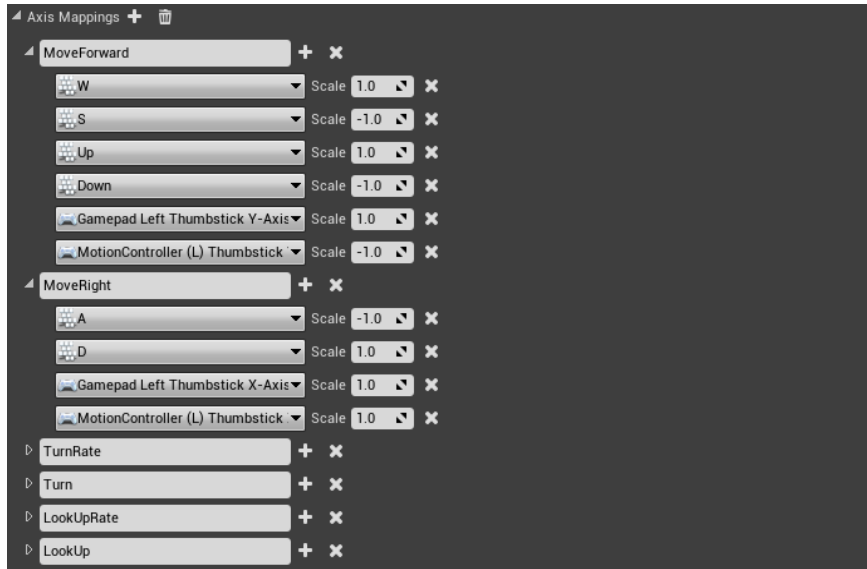 Axis Mappings
MoveForward
W Scale 1.0
S Scale -1.0
Up Scale 1.0
Down Scale -1.0
Gamepad Left Thumbstick Y-Axis Scale 1.0
MotionController (L) Thumbstick Scale -1.0
MoveRight
A Scale -1.0
D Scale 1.0
Gamepad Left Thumbstick X-Axis Scale 1.0
MotionController (L) Thumbstick Scale 1.0
TurnRate
Turn
LookUpRate
LookUp